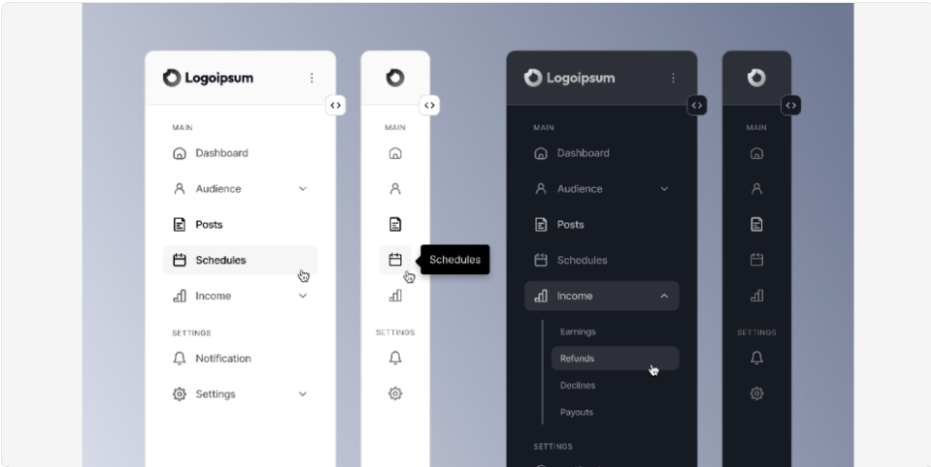 Logoipsum
MAIN
Dashboard
Audience
Posts
Schedules
Income
SETTINGS
Notification
Settings
MAIN
Schedules
SETTINGS
Logoipsum
MAIN
Dashboard
Audience
Posts
Schedules
Income
Earnings
Refunds
Declines
Payouts
SETTINGS
MAIN
SETTINGS